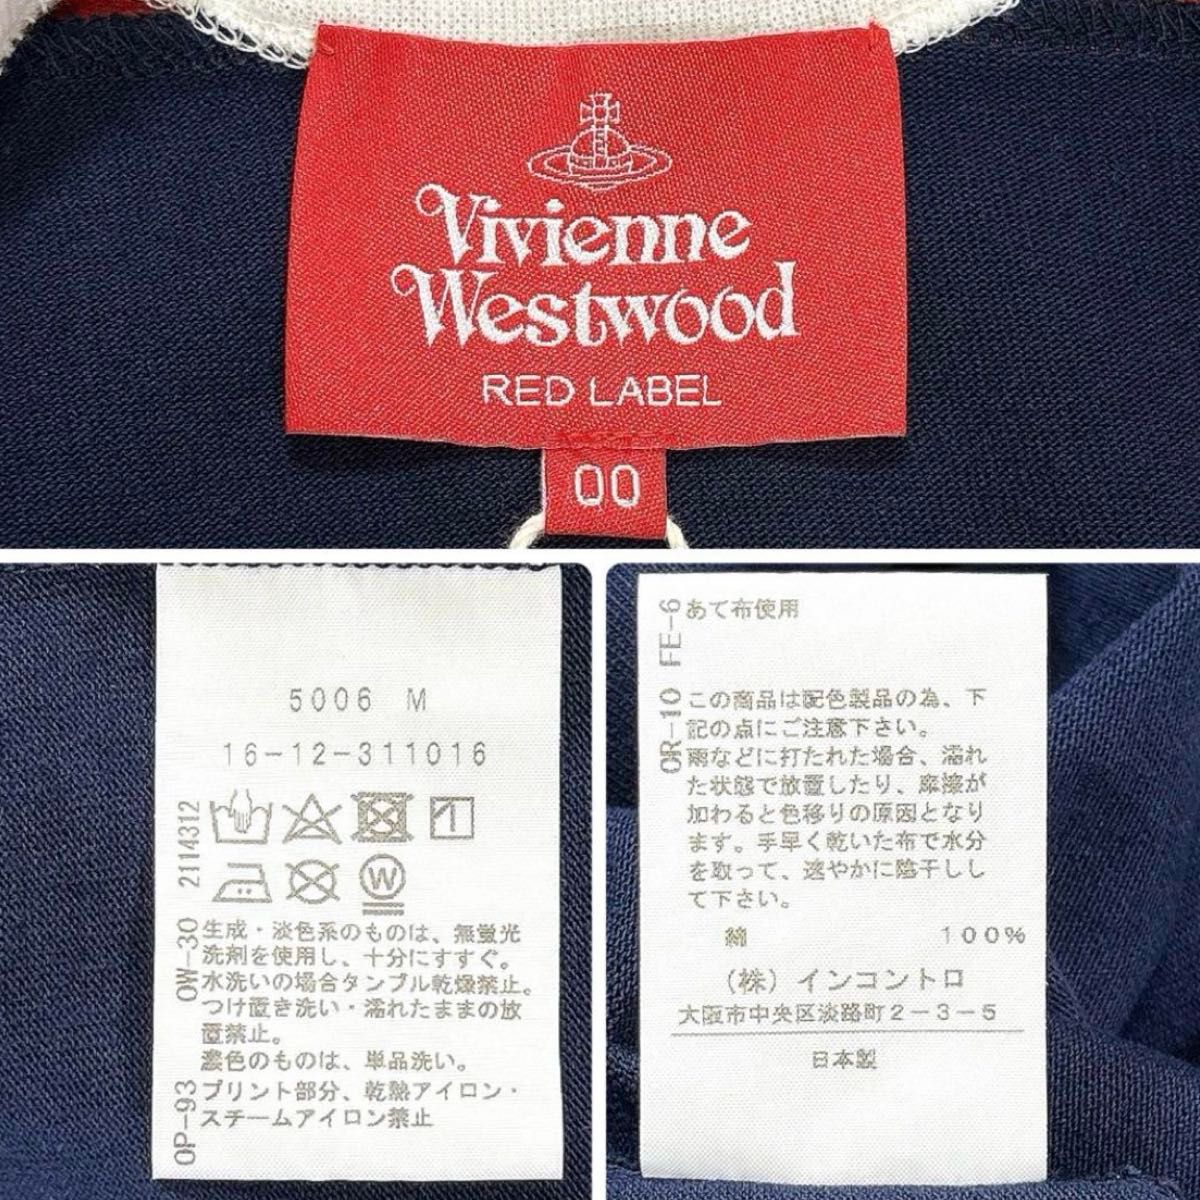 Vivienne
Westwood
RED LABEL
00
5006 M
16-12-311016
2114312
W
OW-30
生成・淡色系のものは、無蛍光
洗剤を使用し、十分にすすぐ。
水洗いの場合タンブル乾燥禁止。
つけ置き洗い・濡れたままの放
置禁止。
濃色のものは、単品洗い。
OP-93
プリント部分、乾熱アイロン・
スチームアイロン禁止
FE-6
あて布使用
OR-10
この商品は配色製品の為、下
記の点にご注意下さい。
雨などに打たれた場合、濡れ
た状態で放置したり、摩擦が
加わると色移りの原因となり
ます。手早く乾いた布で水分
を取って、速やかに陰干しし
て下さい。
綿 100%
（株）インコントロ
大阪市中央区淡路町2-3-5
日本製